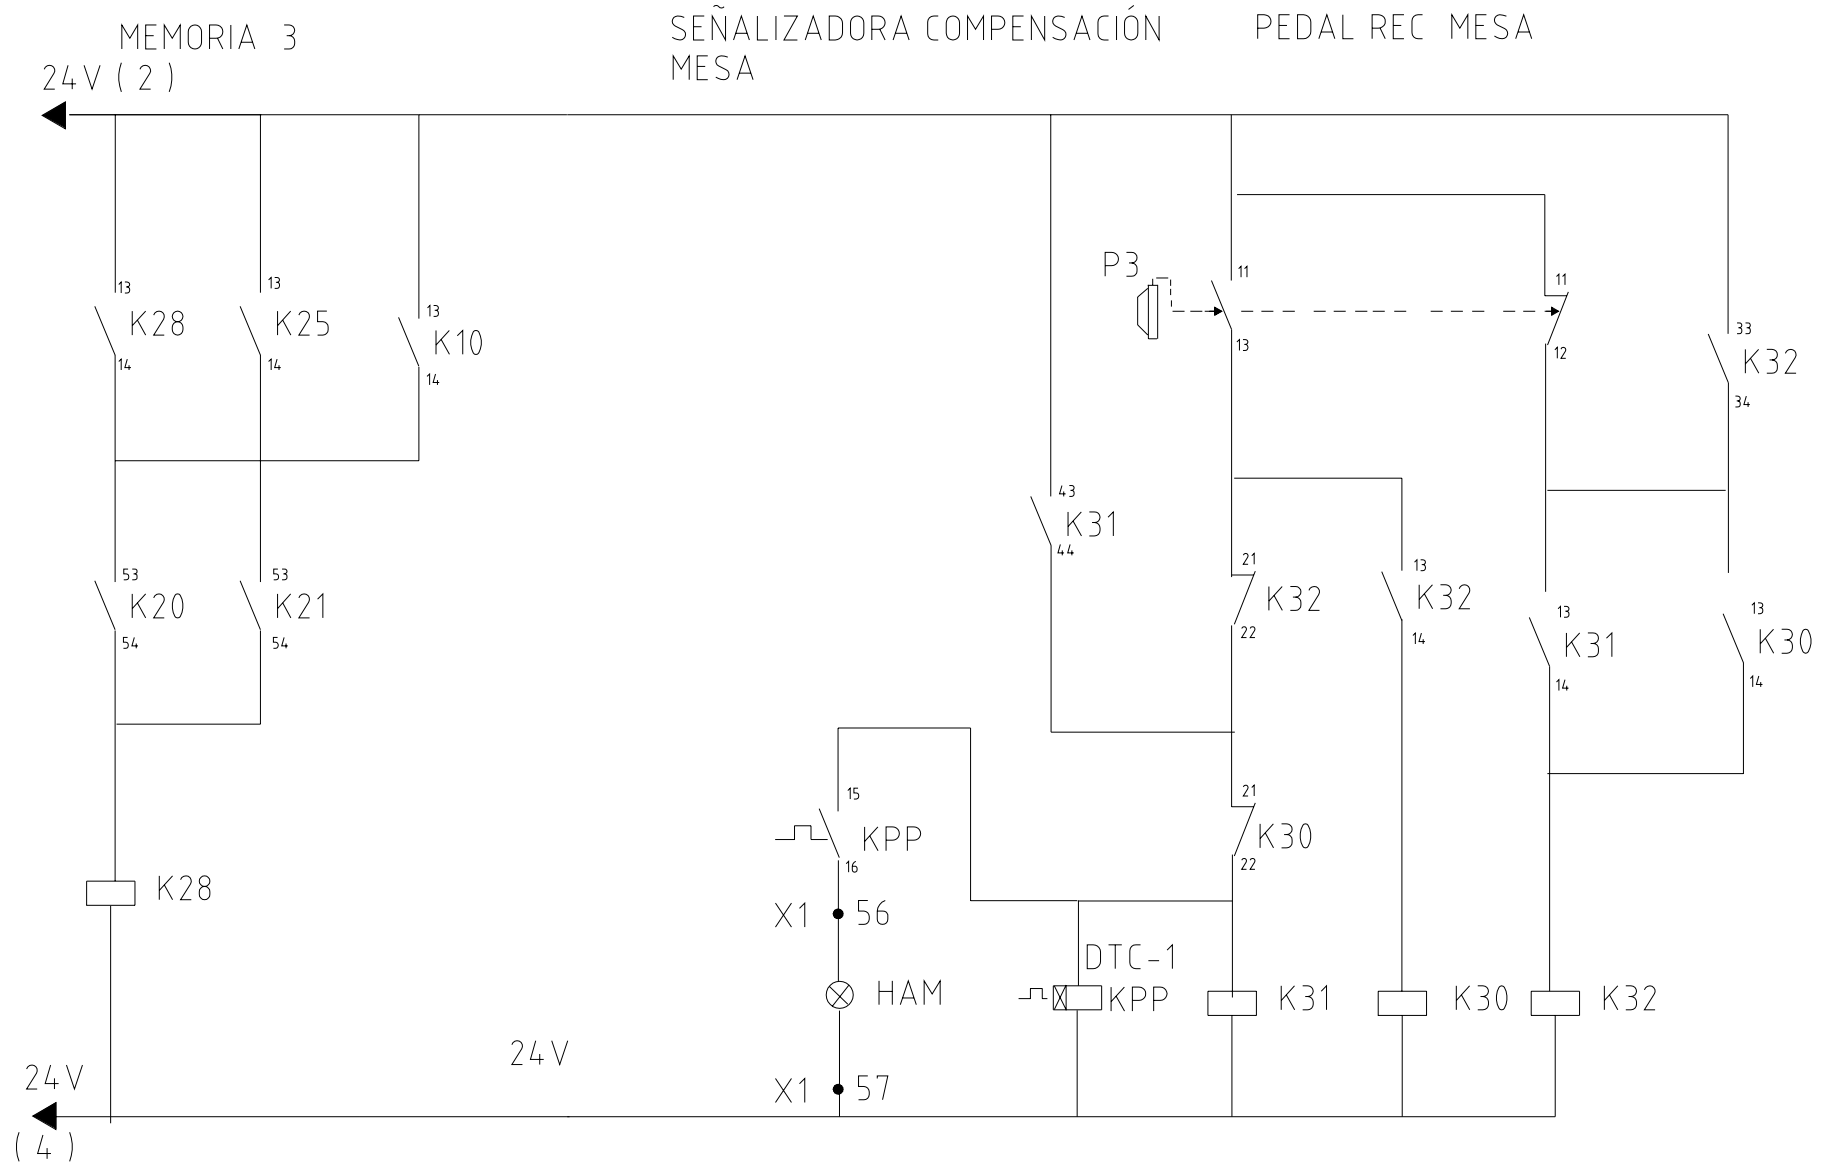 MEMORIA 3
SEÑALIZADORA COMPENSACIÓN
MESA
PEDAL REC MESA
24V ( 2 )
13
K28
14
13
K25
14
13
K10
14
P3
11
13
11
12
33
K32
34
43
K31
44
53
K20
54
53
K21
54
21
K32
22
13
K32
14
13
K31
14
13
K30
14
15
KPP
16
21
K30
22
K28
X1 56
HAM
X1 57
DTC-1
KPP
K31
K30
K32
24V
24V
( 4 )